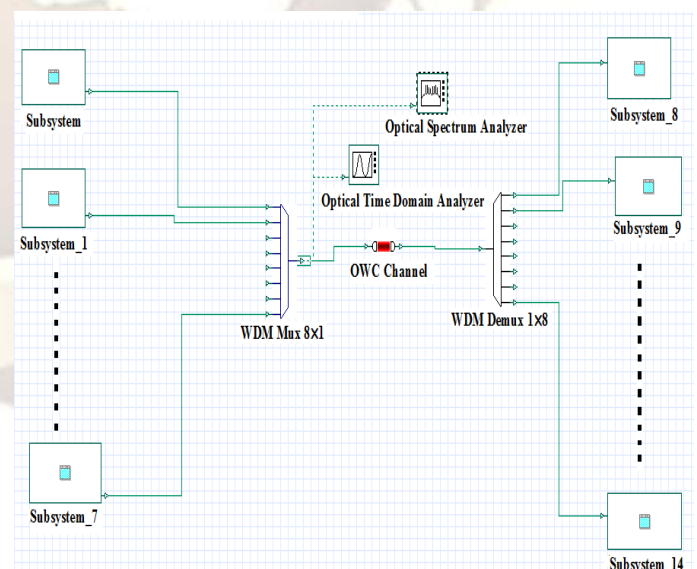 Subsystem
Optical Spectrum Analyzer
Subsystem_8
Optical Time Domain Analyzer
Subsystem_1
Subsystem_9
OWC Channel
WDM Mux 8×1
WDM Demux 1×8
Subsystem_7
Subsystem_14